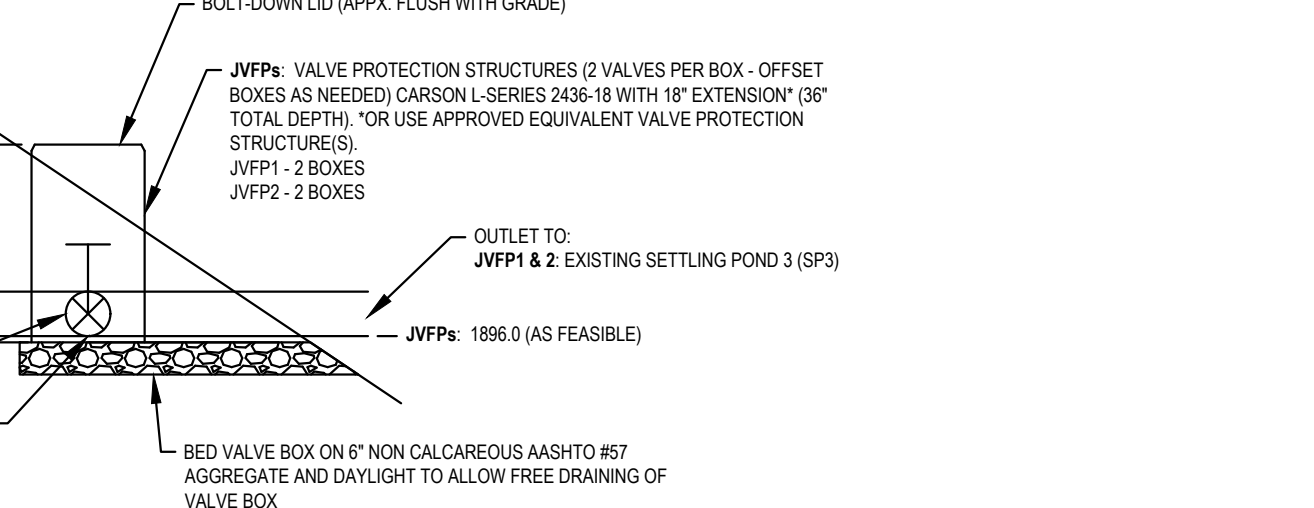 BOLT-DOWN LID (APPX. FLUSH WITH GRADE)
JVFPs: VALVE PROTECTION STRUCTURES (2 VALVES PER BOX - OFFSET
BOXES AS NEEDED) CARSON L-SERIES 2436-18 WITH 18" EXTENSION* (36"
TOTAL DEPTH). *OR USE APPROVED EQUIVALENT VALVE PROTECTION
STRUCTURE(S).
JVFP1 - 2 BOXES
JVFP2 - 2 BOXES
OUTLET TO:
JVFP1 & 2: EXISTING SETTLING POND 3 (SP3)
JVFPs: 1896.0 (AS FEASIBLE)
BED VALVE BOX ON 6" NON CALCAREOUS AASHTO #57
AGGREGATE AND DAYLIGHT TO ALLOW FREE DRAINING OF
VALVE BOX